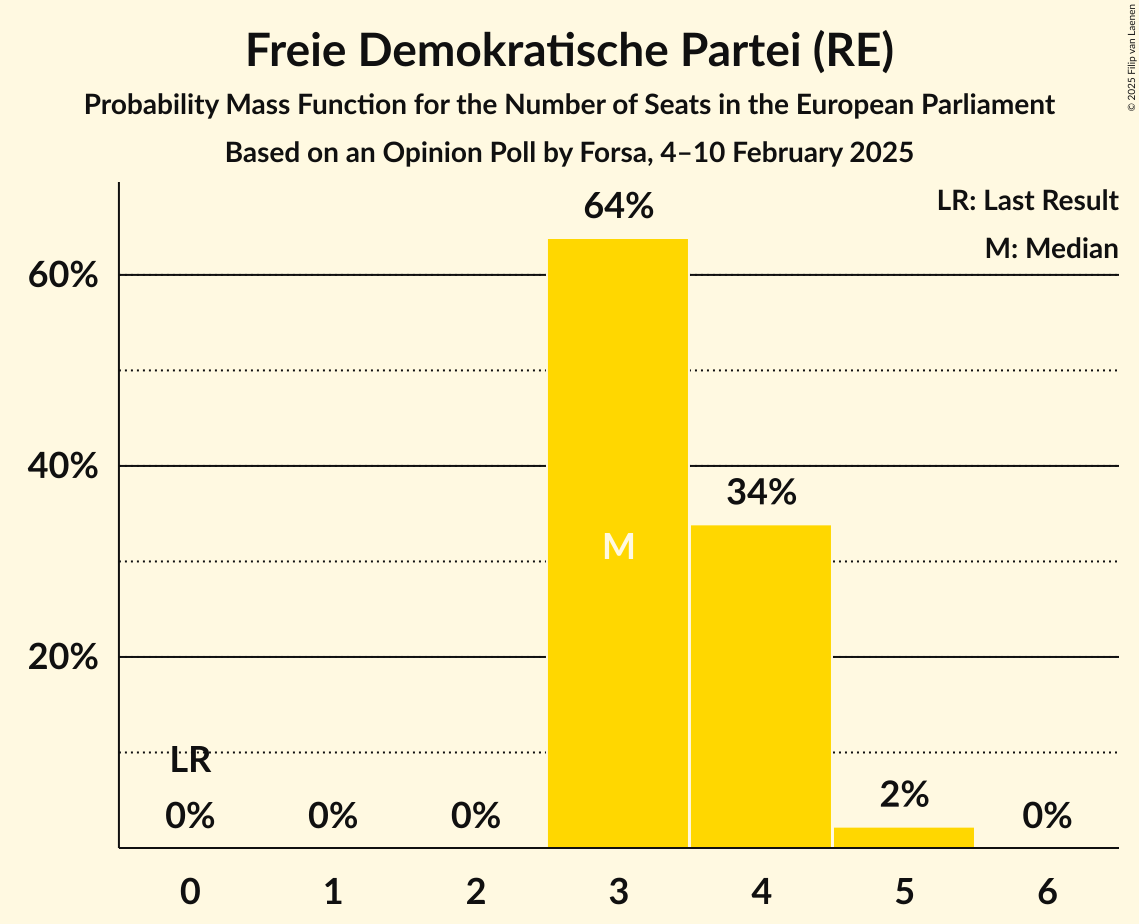 Freie Demokratische Partei (RE)
Probability Mass Function for the Number of Seats in the European Parliament
Based on an Opinion Poll by Forsa, 4–10 February 2025
© 2025 Filip van Laenen
LR: Last Result
M: Median
64%
60%
40%
34%
M
20%
LR
2%
0% 0% 0% 0%
0 1 2 3 4 5 6